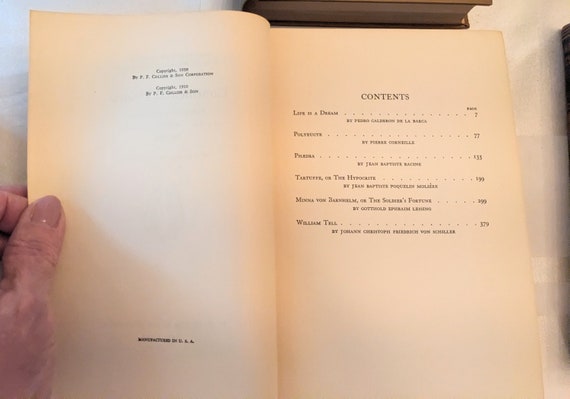 Copyright, 1930
By P. F. Collier & Son Corporation
Copyright, 1910
By P. F. Collier & Son
MANUFACTURED IN U. S. A.
CONTENTS
PAGE
Life is a Dream . . . . . . . . . . . . . . . 7
BY PEDRO CALDERON DE LA BARCA
Polyeucte . . . . . . . . . . . . . . . . 77
BY PIERRE CORNEILLE
Phædra . . . . . . . . . . . . . . . . 133
BY JEAN BAPTISTE RACINE
Tartuffe, or The Hypocrite . . . . . . . . . . . 199
BY JEAN BAPTISTE POQUELIN MOLIÈRE
Minna von Barnhelm, or The Soldier's Fortune . . . . . 299
BY GOTTHOLD EPHRAIM LESSING
William Tell . . . . . . . . . . . . . . . 379
BY JOHANN CHRISTOPH FRIEDRICH VON SCHILLER